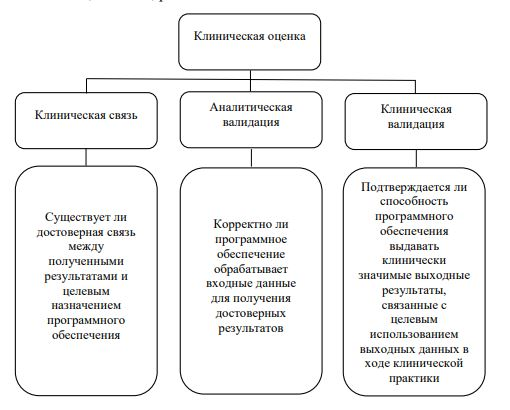 Клиническая оценка
Клиническая связь
Аналитическая
валидация
Клиническая
валидация
Существует ли
достоверная связь
между
полученными
результатами и
целевым
назначением
программного
обеспечения
Корректно ли
программное
обеспечение
обрабатывает
входные данные
для получения
достоверных
результатов
Подтверждается ли
способность
программного
обеспечения
выдавать
клинически
значимые выходные
результаты,
связанные с
целевым
использованием
выходных данных в
ходе клинической
практики